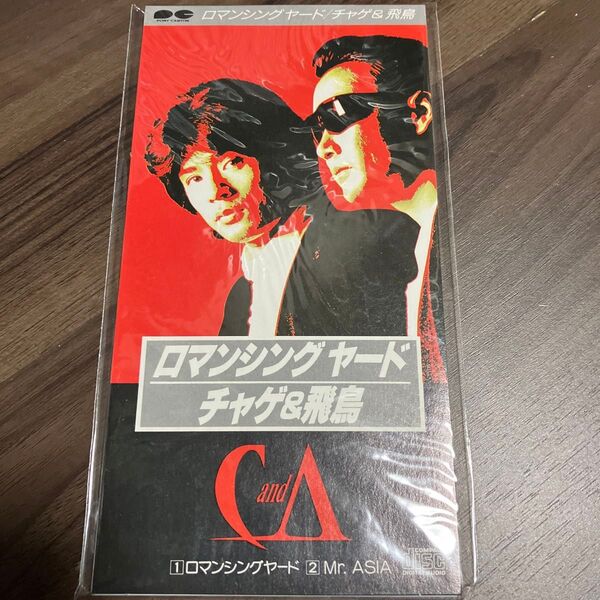 PONY CANYON
ロマンシングヤード/チャゲ&飛鳥
ロマンシング ヤード
チャゲ&飛鳥
C and A
1 ロマンシングヤード 2 Mr. ASIA
COMPACT
disc
DIGITAL AUDIO